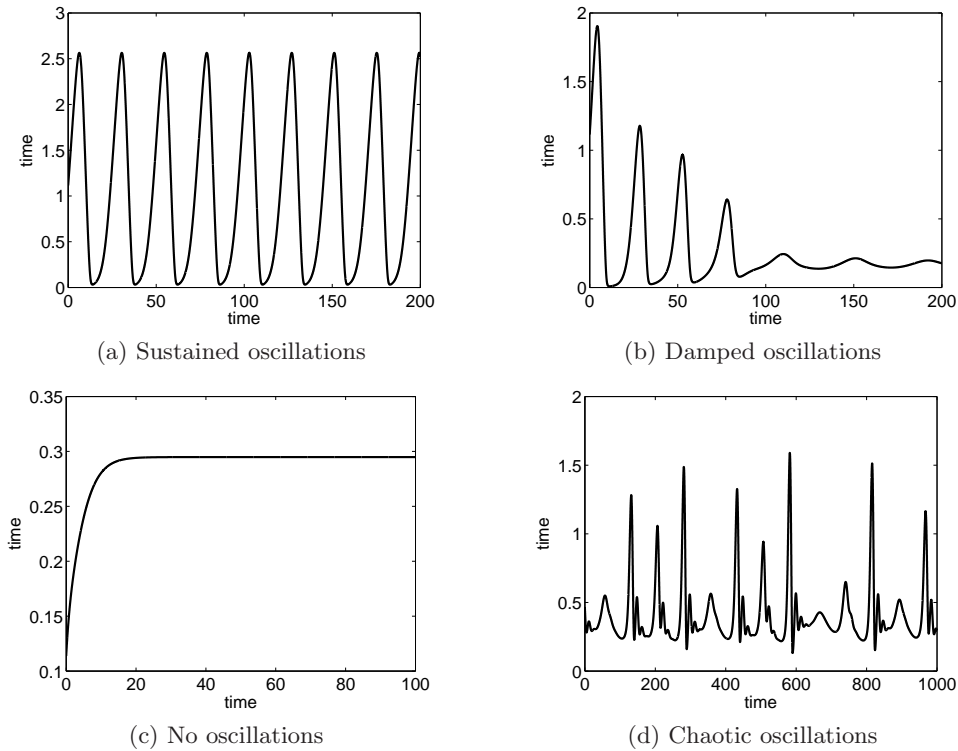 3
2.5
2
1.5
1
0.5
0
0 50 100 150 200
time
time
(a) Sustained oscillations
2
1.5
1
0.5
0
0 50 100 150 200
time
time
(b) Damped oscillations
0.35
0.3
0.25
0.2
0.15
0.1
0 20 40 60 80 100
time
time
(c) No oscillations
2
1.5
1
0.5
0
0 200 400 600 800 1000
time
time
(d) Chaotic oscillations